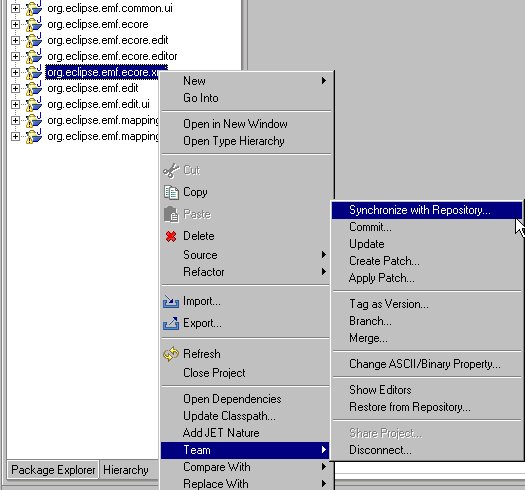 org.eclipse.emf.common.ui
org.eclipse.emf.ecore
org.eclipse.emf.ecore.edit
org.eclipse.emf.ecore.editor
org.eclipse.emf.ecore.x
org.eclipse.emf.edit
org.eclipse.emf.edit.ui
org.eclipse.emf.mapping
org.eclipse.emf.mapping
New
Go Into
Open in New Window
Open Type Hierarchy
Cut
Copy
Paste
Delete
Source
Refactor
Import...
Export...
Refresh
Close Project
Open Dependencies
Update Classpath...
Add JET Nature
Team
Compare With
Replace With
Synchronize with Repository...
Commit...
Update
Create Patch...
Apply Patch...
Tag as Version...
Branch...
Merge...
Change ASCII/Binary Property...
Show Editors
Restore from Repository...
Share Project...
Disconnect...
Package Explorer
Hierarchy